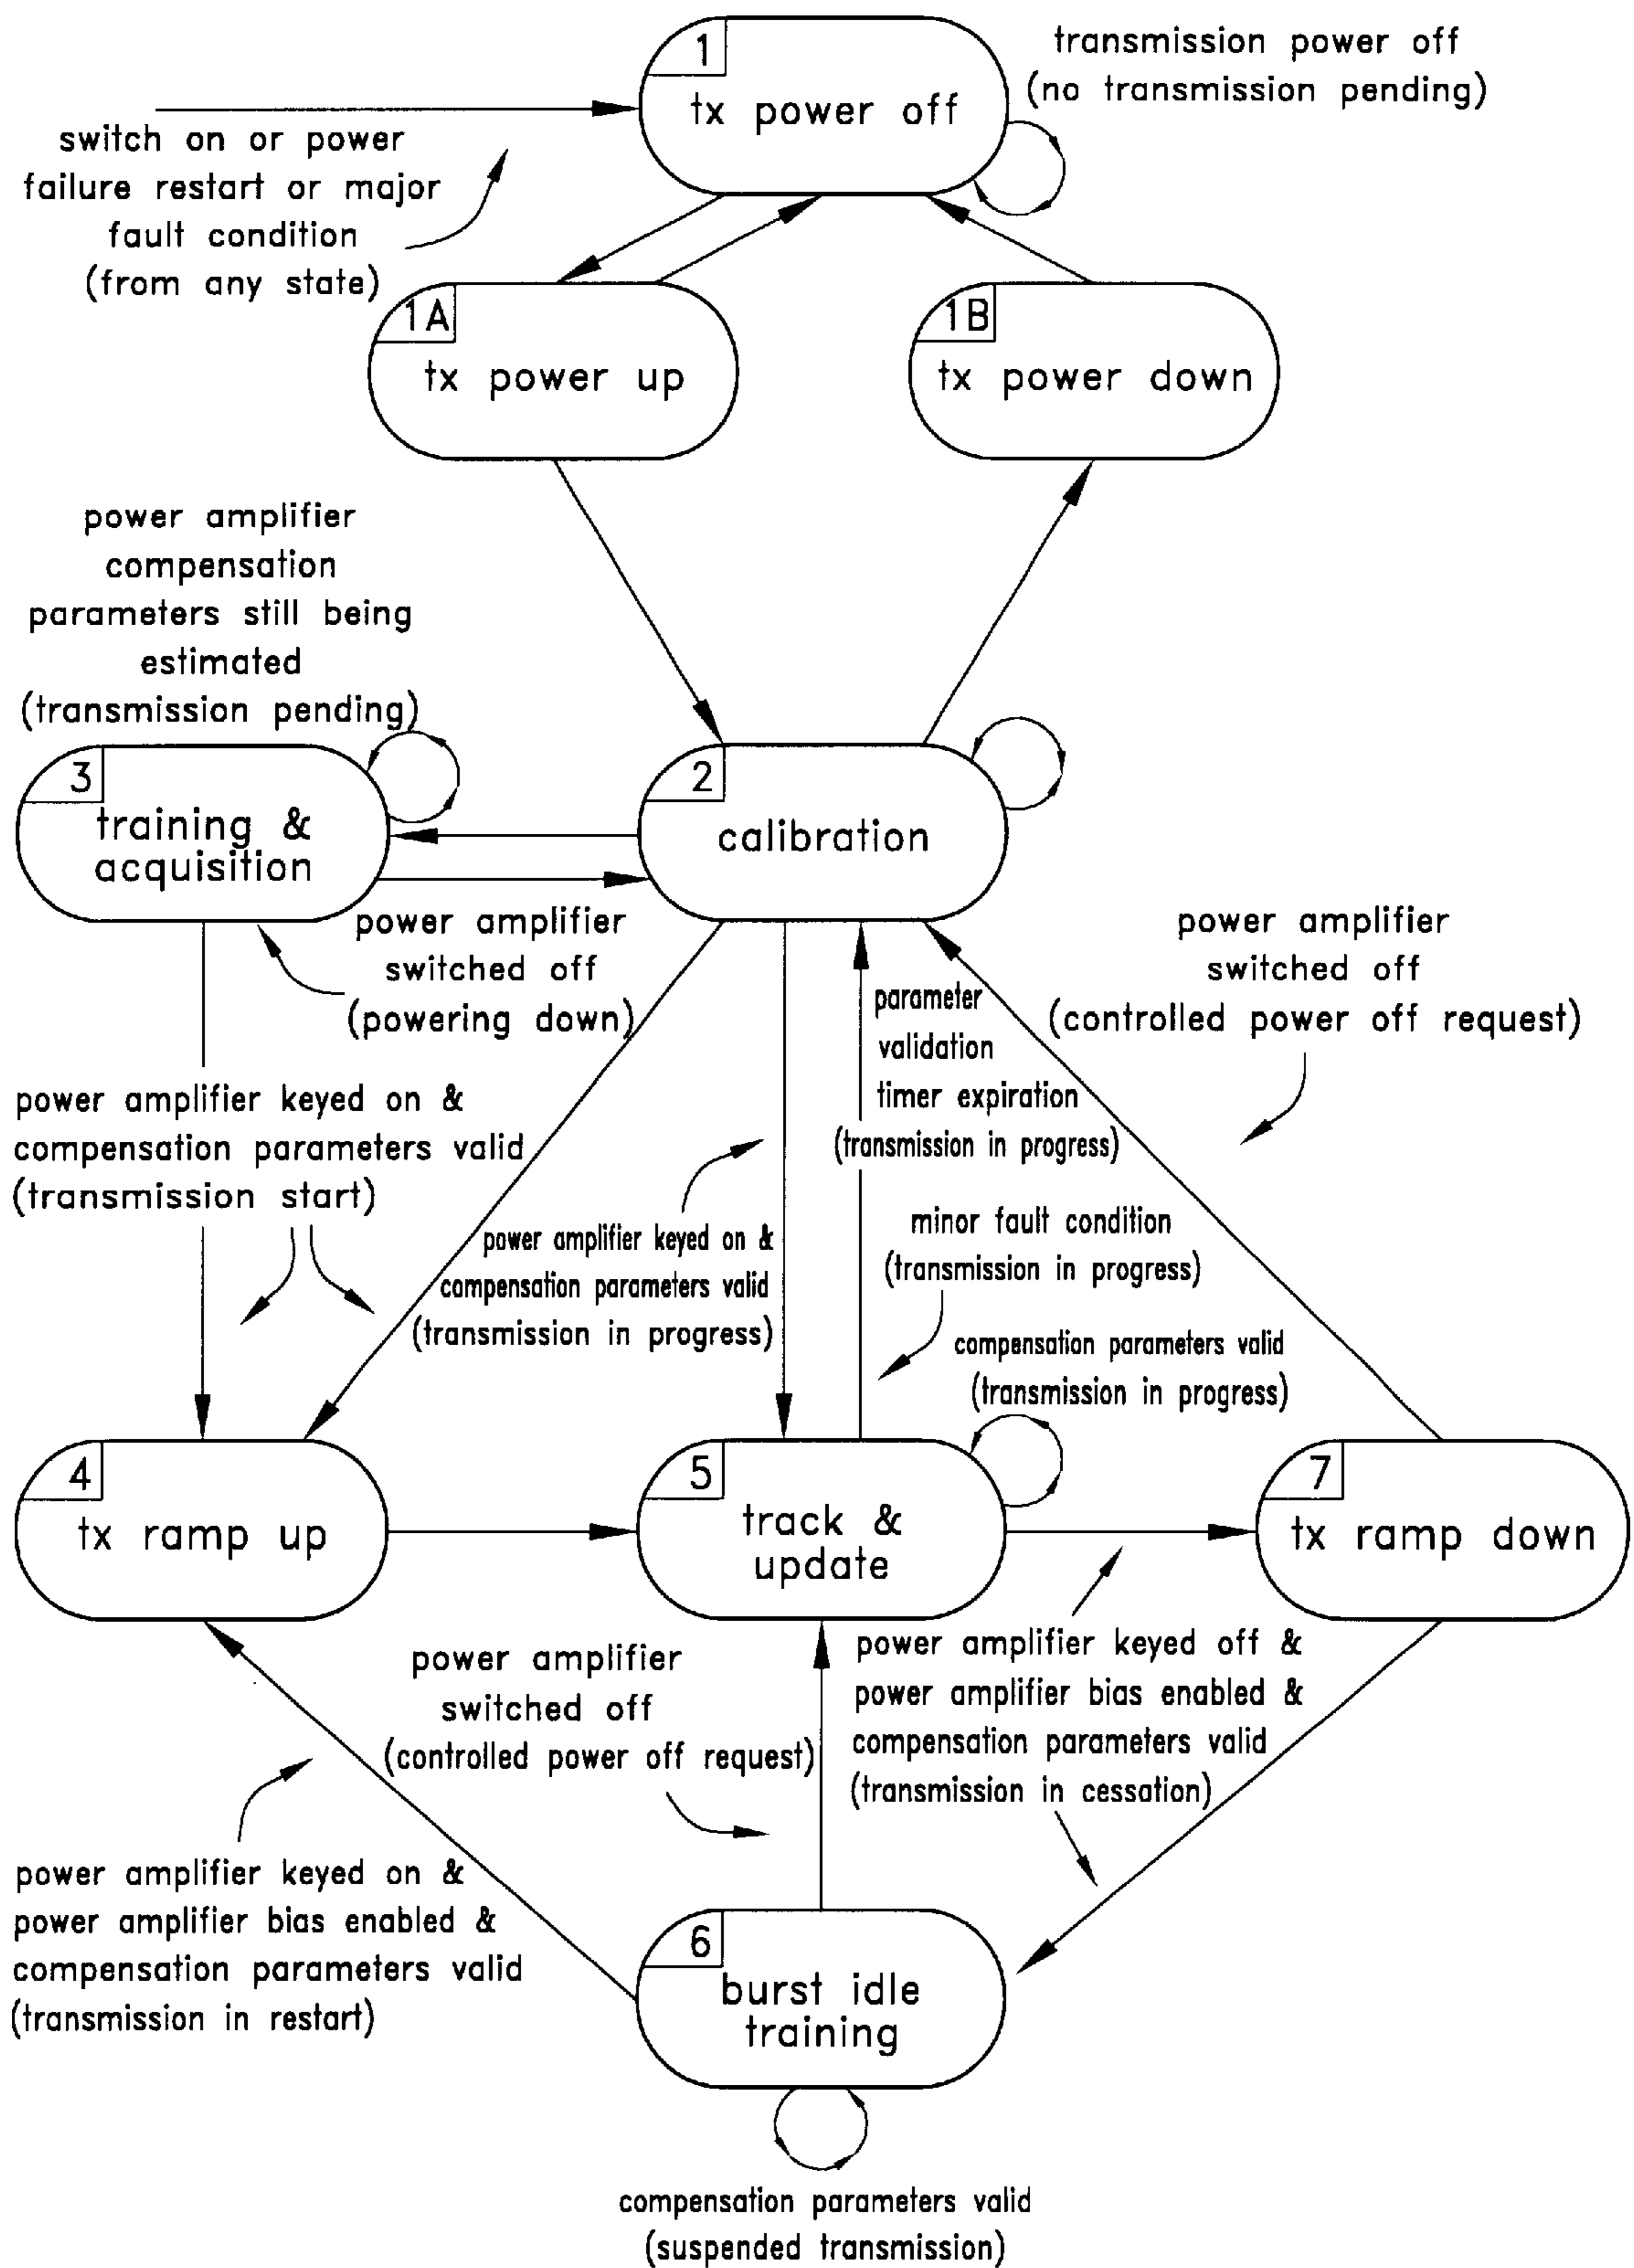 1
tx power off
transmission power off
(no transmission pending)
switch on or power
failure restart or major
fault condition
(from any state)
1A
tx power up
1B
tx power down
power amplifier
compensation
parameters still being
estimated
(transmission pending)
3
training &
acquisition
2
calibration
power amplifier
switched off
(powering down)
power amplifier
switched off
(controlled power off request)
parameter
validation
timer expiration
(transmission in progress)
power amplifier keyed on &
compensation parameters valid
(transmission start)
power amplifier keyed on &
compensation parameters valid
(transmission in progress)
minor fault condition
(transmission in progress)
compensation parameters valid
(transmission in progress)
4
tx ramp up
5
track &
update
7
tx ramp down
power amplifier
switched off
(controlled power off request)
power amplifier keyed off &
power amplifier bias enabled &
compensation parameters valid
(transmission in cessation)
power amplifier keyed on &
power amplifier bias enabled &
compensation parameters valid
(transmission in restart)
6
burst idle
training
compensation parameters valid
(suspended transmission)